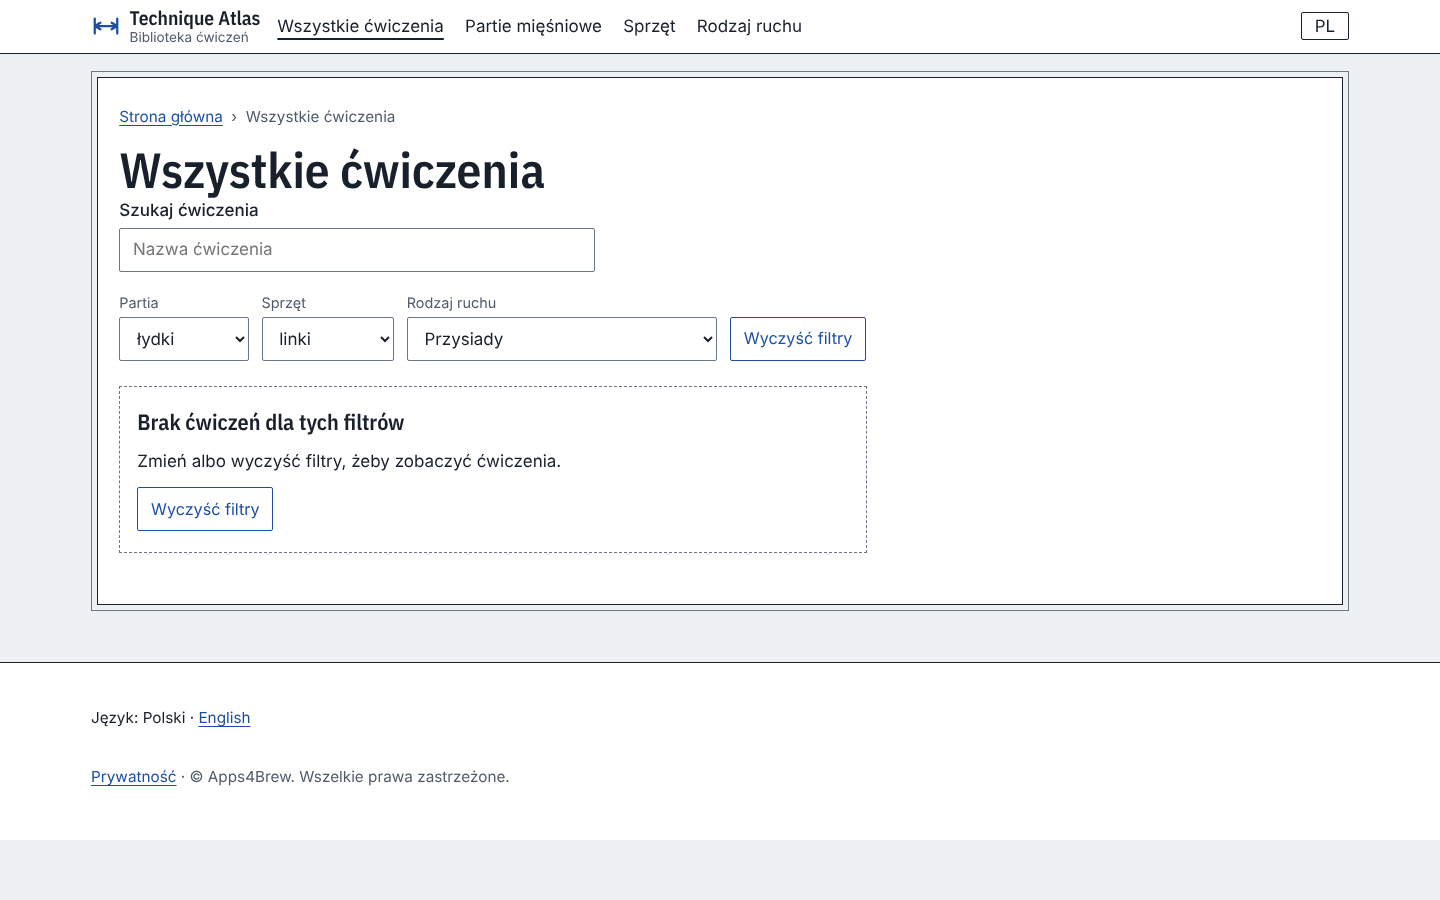 Technique Atlas
Biblioteka ćwiczeń
Wszystkie ćwiczenia
Partie mięśniowe
Sprzęt
Rodzaj ruchu
PL
Strona główna › Wszystkie ćwiczenia
Wszystkie ćwiczenia
Szukaj ćwiczenia
Nazwa ćwiczenia
Partia
Sprzęt
Rodzaj ruchu
łydki
linki
Przysiady
Wyczyść filtry
Brak ćwiczeń dla tych filtrów
Zmień albo wyczyść filtry, żeby zobaczyć ćwiczenia.
Wyczyść filtry
Język: Polski · English
Prywatność · © Apps4Brew. Wszelkie prawa zastrzeżone.